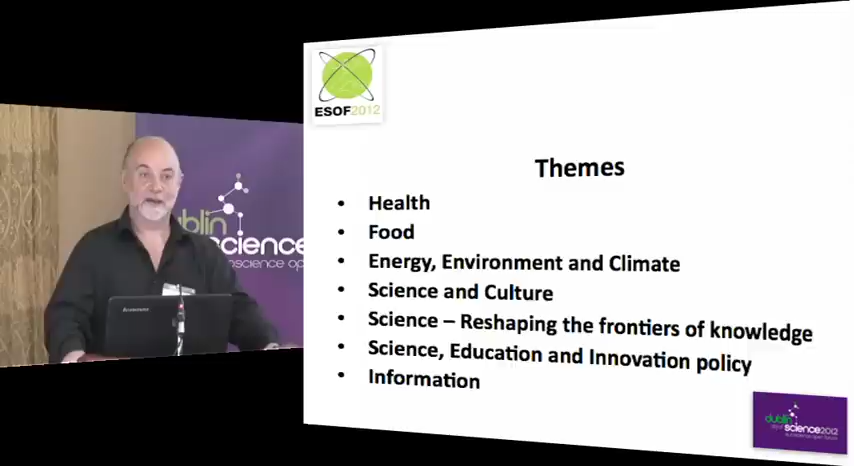 ESOF2012
Themes
• Health
• Food
• Energy, Environment and Climate
• Science and Culture
• Science – Reshaping the frontiers of knowledge
• Science, Education and Innovation policy
• Information
lenovo
science
dublin
science2012